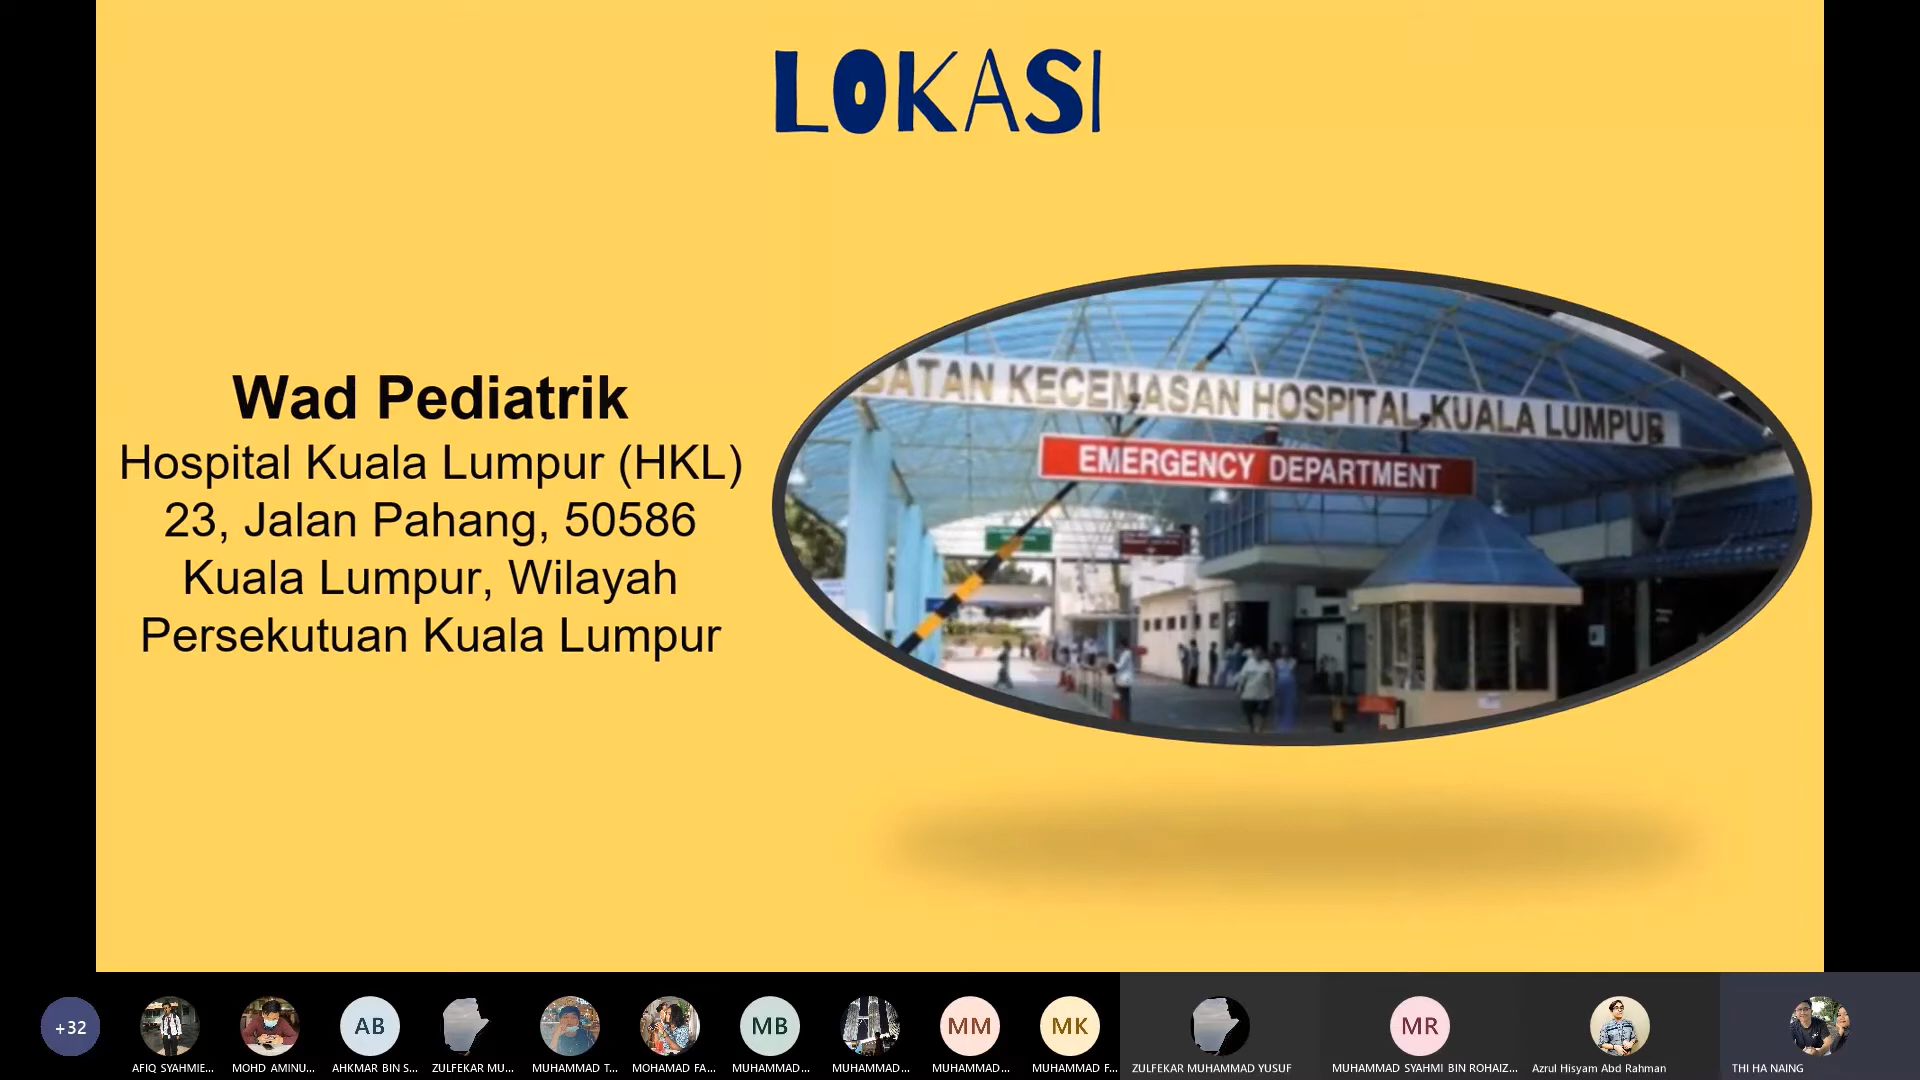 LOKASI
Wad Pediatrik
Hospital Kuala Lumpur (HKL)
23, Jalan Pahang, 50586
Kuala Lumpur, Wilayah
Persekutuan Kuala Lumpur
BATAN KECEMASAN HOSPITAL KUALA LUMPUR
EMERGENCY DEPARTMENT
+32
AB
MB
MM
MK
MR
AFIQ SYAHMIE...
MOHD AMINU...
AHKMAR BIN S...
ZULFEKAR MU...
MUHAMMAD T...
MOHAMAD FA...
MUHAMMAD...
MUHAMMAD...
MUHAMMAD...
MUHAMMAD F...
ZULFEKAR MUHAMMAD YUSUF
MUHAMMAD SYAHMI BIN ROHAIZ...
Azrul Hisyam Abd Rahman
THI HA NAING